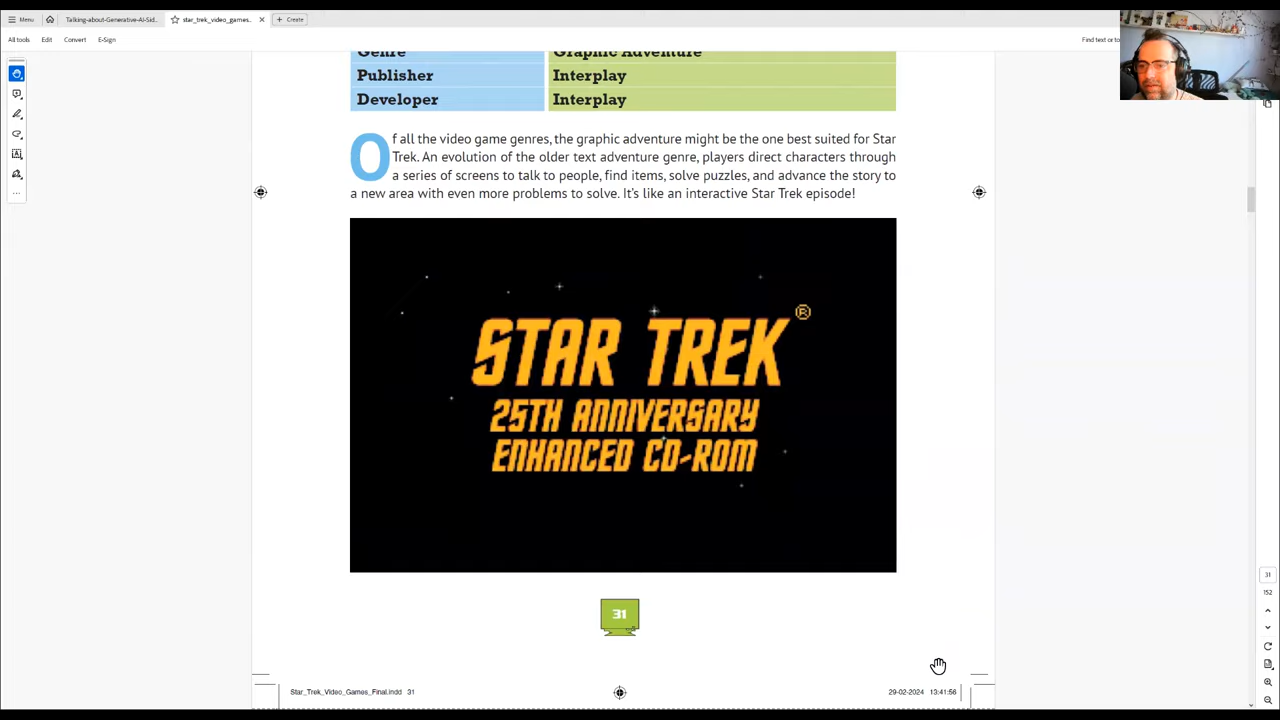 Menu
Talking-about-Generative-AI-Sid...
star_trek_video_games...
Create
All tools Edit Convert E-Sign
Find text or to
Genre Graphic Adventure
Publisher Interplay
Developer Interplay
Of all the video game genres, the graphic adventure might be the one best suited for Star
Trek. An evolution of the older text adventure genre, players direct characters through
a series of screens to talk to people, find items, solve puzzles, and advance the story to
a new area with even more problems to solve. It's like an interactive Star Trek episode!
STAR TREK®
25TH ANNIVERSARY
ENHANCED CD-ROM
31
152
31
Star_Trek_Video_Games_Final.indd 31
29-02-2024 13:41:56